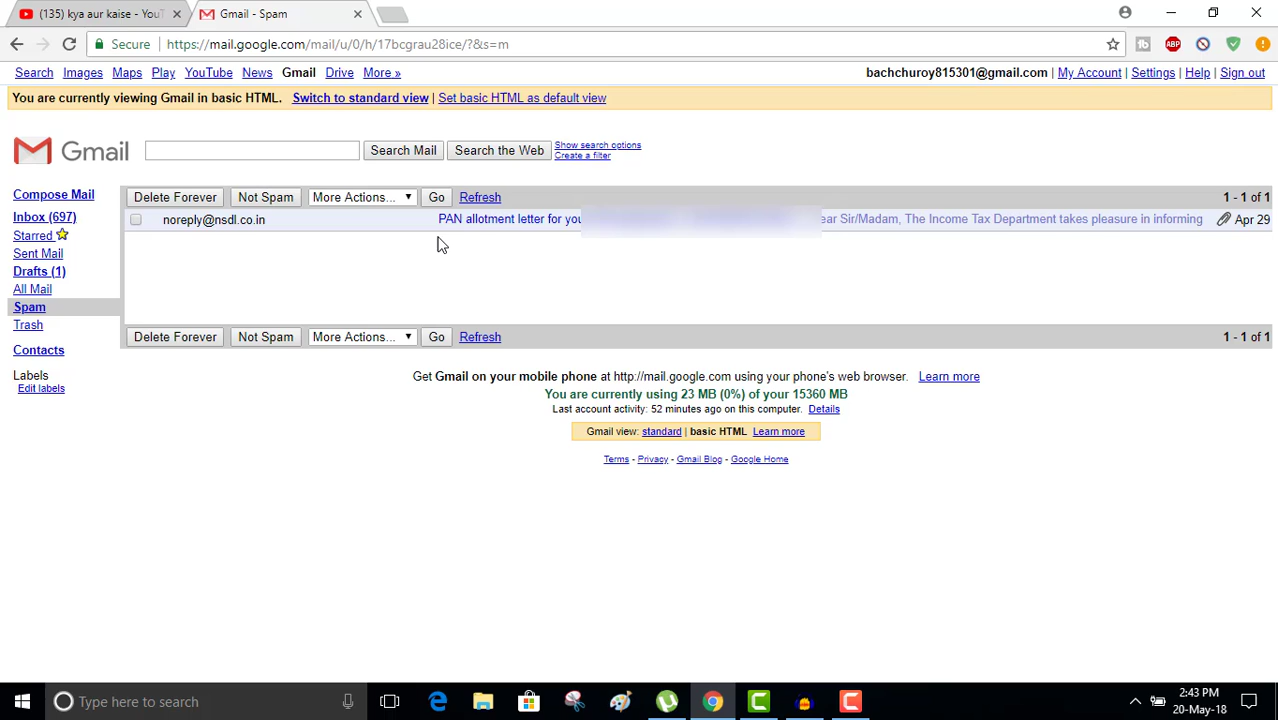 (135) kya aur kaise - YouT
Gmail - Spam
Secure https://mail.google.com/mail/u/0/h/17bcgrau28ice/?&s=m
ABP
Search Images Maps Play YouTube News Gmail Drive More »
bachchuroy815301@gmail.com | My Account | Settings | Help | Sign out
You are currently viewing Gmail in basic HTML. Switch to standard view | Set basic HTML as default view
Gmail
Search Mail Search the Web
Show search options
Create a filter
Compose Mail
Inbox (697)
Starred
Sent Mail
Drafts (1)
All Mail
Spam
Trash
Contacts
Labels
Edit labels
Delete Forever Not Spam More Actions... Go Refresh 1 - 1 of 1
noreply@nsdl.co.in PAN allotment letter for you ear Sir/Madam, The Income Tax Department takes pleasure in informing Apr 29
Delete Forever Not Spam More Actions... Go Refresh 1 - 1 of 1
Get Gmail on your mobile phone at http://mail.google.com using your phone's web browser. Learn more
You are currently using 23 MB (0%) of your 15360 MB
Last account activity: 52 minutes ago on this computer. Details
Gmail view: standard | basic HTML Learn more
Terms - Privacy - Gmail Blog - Google Home
Type here to search
2:43 PM
20-May-18